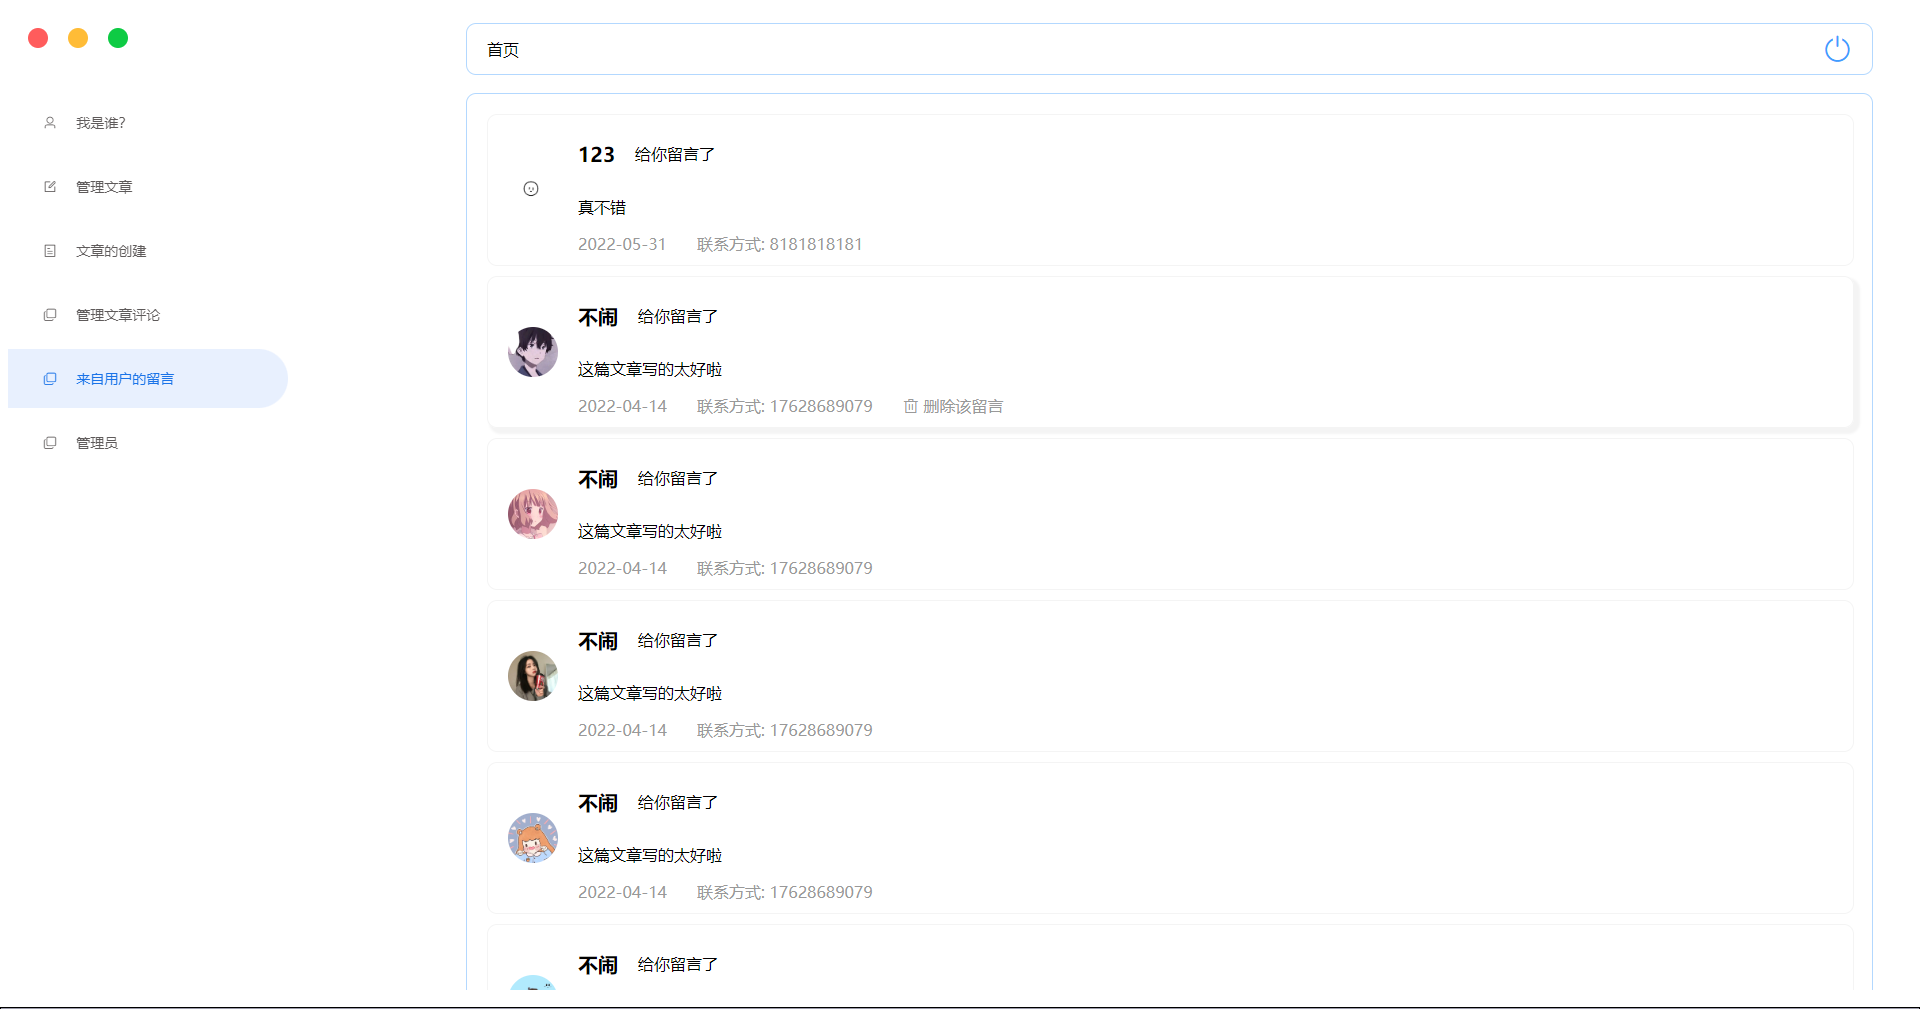 首页
我是谁?
管理文章
文章的创建
管理文章评论
来自用户的留言
管理员
123 给你留言了
真不错
2022-05-31 联系方式: 8181818181
不闹 给你留言了
这篇文章写的太好啦
2022-04-14 联系方式: 17628689079 删除该留言
不闹 给你留言了
这篇文章写的太好啦
2022-04-14 联系方式: 17628689079
不闹 给你留言了
这篇文章写的太好啦
2022-04-14 联系方式: 17628689079
不闹 给你留言了
这篇文章写的太好啦
2022-04-14 联系方式: 17628689079
不闹 给你留言了